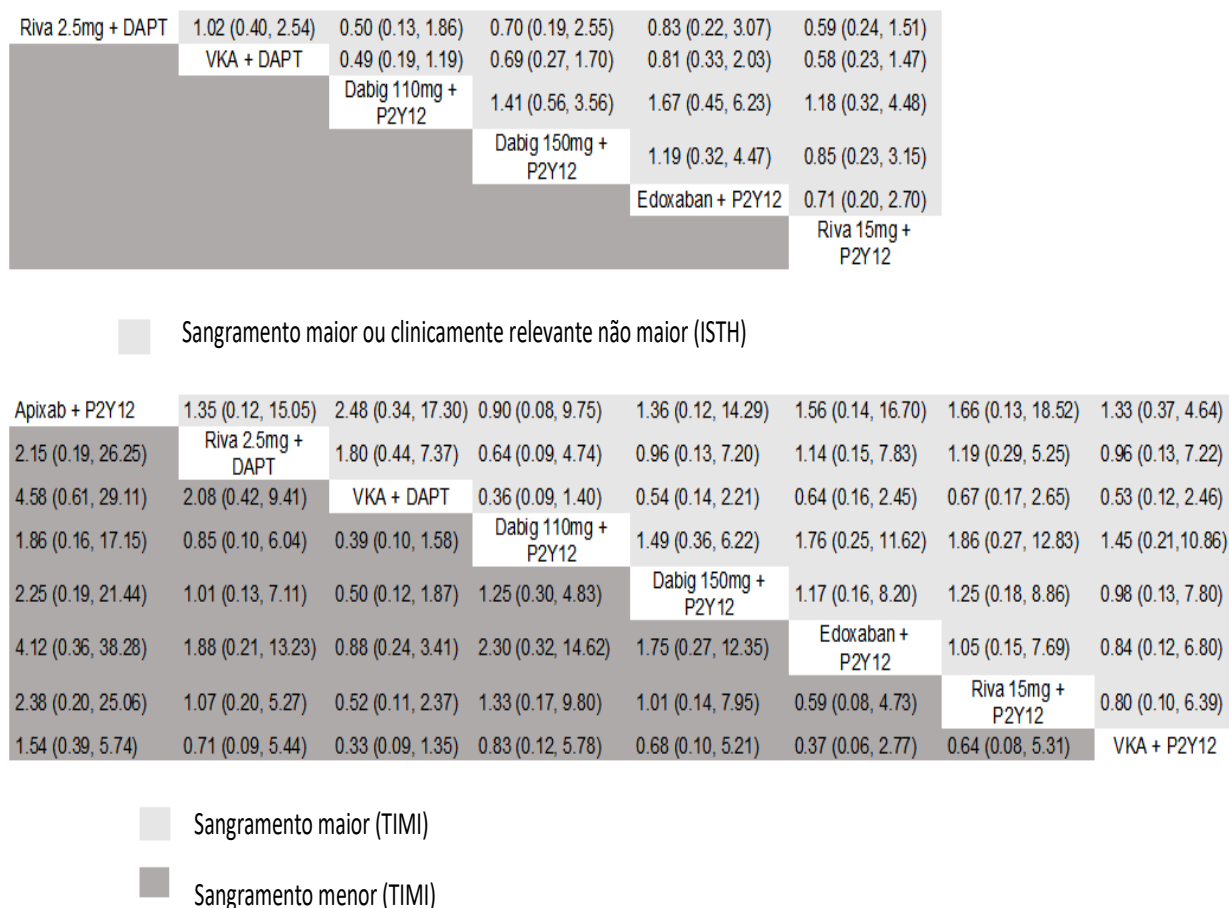 Riva 2.5mg + DAPT 1.02 (0.40, 2.54) 0.50 (0.13, 1.86) 0.70 (0.19, 2.55) 0.83 (0.22, 3.07) 0.59 (0.24, 1.51)
VKA + DAPT 0.49 (0.19, 1.19) 0.69 (0.27, 1.70) 0.81 (0.33, 2.03) 0.58 (0.23, 1.47)
Dabig 110mg +
P2Y12 1.41 (0.56, 3.56) 1.67 (0.45, 6.23) 1.18 (0.32, 4.48)
Dabig 150mg +
P2Y12 1.19 (0.32, 4.47) 0.85 (0.23, 3.15)
Edoxaban + P2Y12 0.71 (0.20, 2.70)
Riva 15mg +
P2Y12
Sangramento maior ou clinicamente relevante não maior (ISTH)
Apixab + P2Y12 1.35 (0.12, 15.05) 2.48 (0.34, 17.30) 0.90 (0.08, 9.75) 1.36 (0.12, 14.29) 1.56 (0.14, 16.70) 1.66 (0.13, 18.52) 1.33 (0.37, 4.64)
2.15 (0.19, 26.25) Riva 2.5mg +
DAPT 1.80 (0.44, 7.37) 0.64 (0.09, 4.74) 0.96 (0.13, 7.20) 1.14 (0.15, 7.83) 1.19 (0.29, 5.25) 0.96 (0.13, 7.22)
4.58 (0.61, 29.11) 2.08 (0.42, 9.41) VKA + DAPT 0.36 (0.09, 1.40) 0.54 (0.14, 2.21) 0.64 (0.16, 2.45) 0.67 (0.17, 2.65) 0.53 (0.12, 2.46)
1.86 (0.16, 17.15) 0.85 (0.10, 6.04) 0.39 (0.10, 1.58) Dabig 110mg +
P2Y12 1.49 (0.36, 6.22) 1.76 (0.25, 11.62) 1.86 (0.27, 12.83) 1.45 (0.21,10.86)
2.25 (0.19, 21.44) 1.01 (0.13, 7.11) 0.50 (0.12, 1.87) 1.25 (0.30, 4.83) Dabig 150mg +
P2Y12 1.17 (0.16, 8.20) 1.25 (0.18, 8.86) 0.98 (0.13, 7.80)
4.12 (0.36, 38.28) 1.88 (0.21, 13.23) 0.88 (0.24, 3.41) 2.30 (0.32, 14.62) 1.75 (0.27, 12.35) Edoxaban +
P2Y12 1.05 (0.15, 7.69) 0.84 (0.12, 6.80)
2.38 (0.20, 25.06) 1.07 (0.20, 5.27) 0.52 (0.11, 2.37) 1.33 (0.17, 9.80) 1.01 (0.14, 7.95) 0.59 (0.08, 4.73) Riva 15mg +
P2Y12 0.80 (0.10, 6.39)
1.54 (0.39, 5.74) 0.71 (0.09, 5.44) 0.33 (0.09, 1.35) 0.83 (0.12, 5.78) 0.68 (0.10, 5.21) 0.37 (0.06, 2.77) 0.64 (0.08, 5.31) VKA + P2Y12
Sangramento maior (TIMI)
Sangramento menor (TIMI)